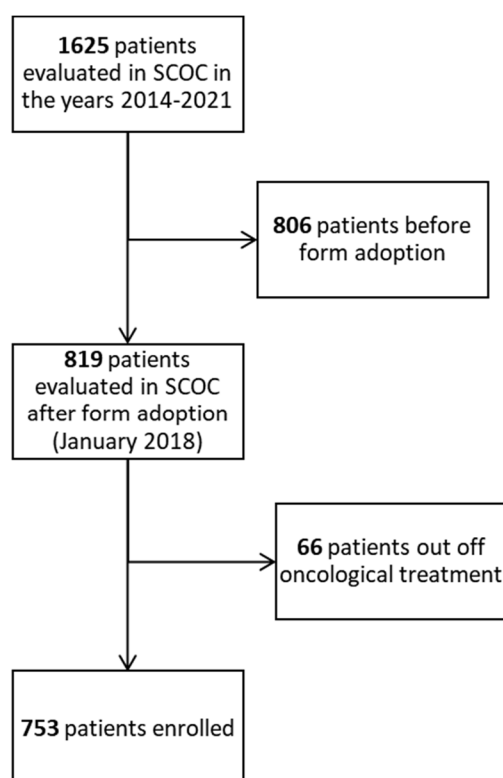 1625 patients
evaluated in SCOC in
the years 2014-2021
806 patients before
form adoption
819 patients
evaluated in SCOC
after form adoption
(January 2018)
66 patients out off
oncological treatment
753 patients enrolled